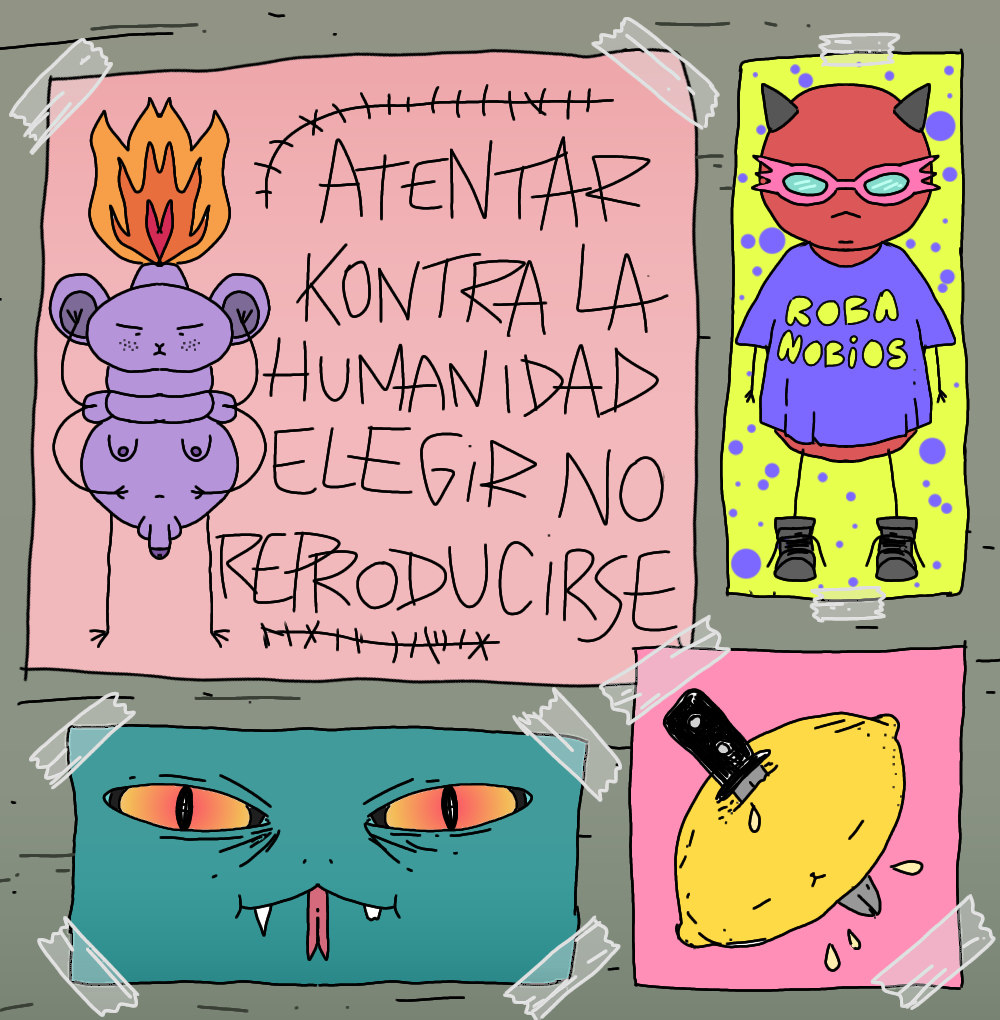 ATENTAR
KONTRA LA
HUMANIDAD
ELEGiR NO
REPRODUCIRSE
ROBA
NOBiOS